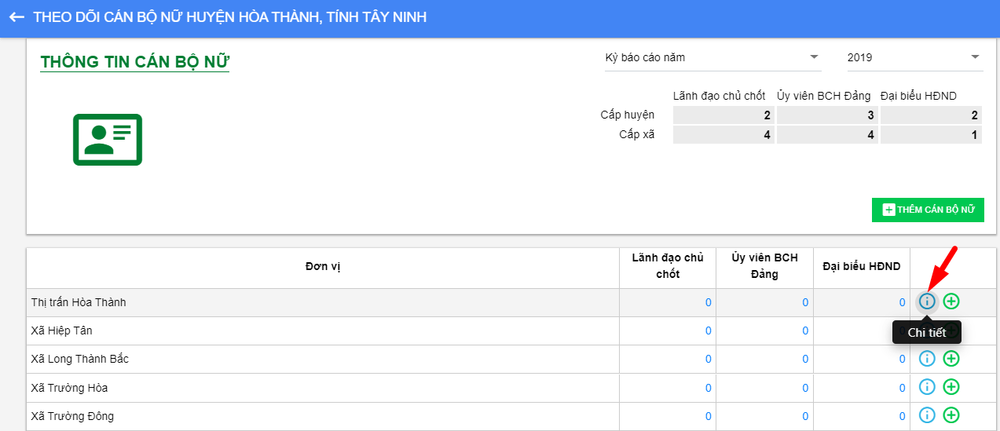 THEO DÕI CÁN BỘ NỮ HUYỆN HÒA THÀNH, TỈNH TÂY NINH
THÔNG TIN CÁN BỘ NỮ
Kỳ báo cáo năm 2019
Lãnh đạo chủ chốt Ủy viên BCH Đảng Đại biểu HĐND
Cấp huyện 2 3 2
Cấp xã 4 4 1
THÊM CÁN BỘ NỮ
Đơn vị Lãnh đạo chủ chốt Ủy viên BCH Đảng Đại biểu HĐND
Thị trấn Hòa Thành 0 0 0
Xã Hiệp Tân 0 0 0
Chi tiết
Xã Long Thành Bắc 0 0 0
Xã Trường Hòa 0 0 0
Xã Trường Đông 0 0 0